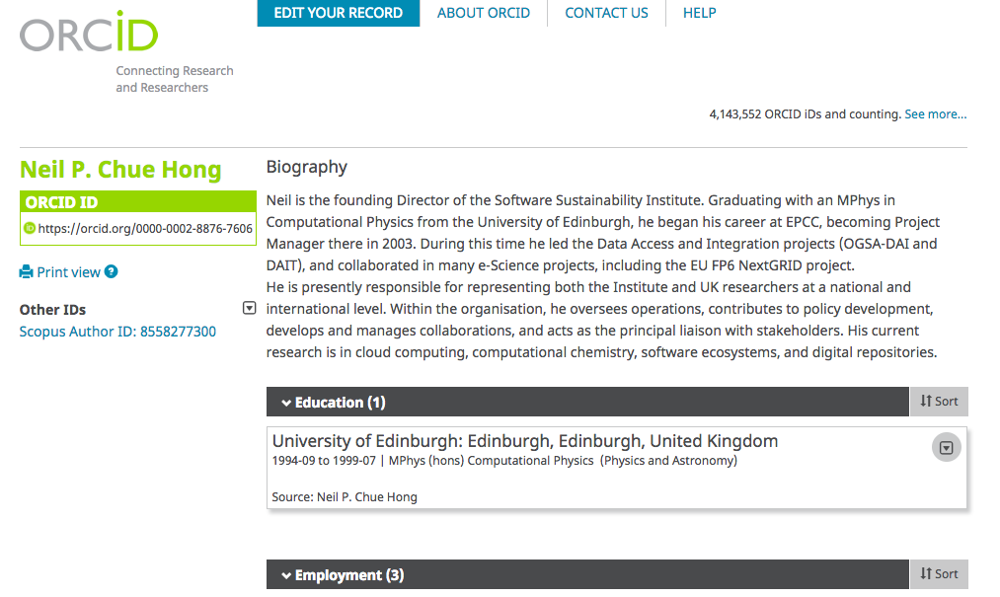 ORCID
Connecting Research
and Researchers
EDIT YOUR RECORD
ABOUT ORCID
CONTACT US
HELP
4,143,552 ORCID iDs and counting. See more...
Neil P. Chue Hong
ORCID ID
iD https://orcid.org/0000-0002-8876-7606
Print view ?
Other IDs
Scopus Author ID: 8558277300
Biography
Neil is the founding Director of the Software Sustainability Institute. Graduating with an MPhys in
Computational Physics from the University of Edinburgh, he began his career at EPCC, becoming Project
Manager there in 2003. During this time he led the Data Access and Integration projects (OGSA-DAI and
DAIT), and collaborated in many e-Science projects, including the EU FP6 NextGRID project.
He is presently responsible for representing both the Institute and UK researchers at a national and
international level. Within the organisation, he oversees operations, contributes to policy development,
develops and manages collaborations, and acts as the principal liaison with stakeholders. His current
research is in cloud computing, computational chemistry, software ecosystems, and digital repositories.
Education (1)
Sort
University of Edinburgh: Edinburgh, Edinburgh, United Kingdom
1994-09 to 1999-07 | MPhys (hons) Computational Physics (Physics and Astronomy)
Source: Neil P. Chue Hong
Employment (3)
Sort